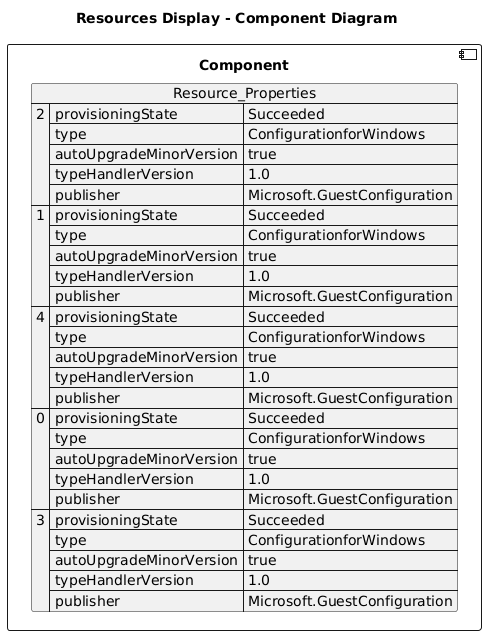 Resources Display - Component Diagram
Component
Resource_Properties
2 provisioningState Succeeded
type ConfigurationforWindows
autoUpgradeMinorVersion true
typeHandlerVersion 1.0
publisher Microsoft.GuestConfiguration
1 provisioningState Succeeded
type ConfigurationforWindows
autoUpgradeMinorVersion true
typeHandlerVersion 1.0
publisher Microsoft.GuestConfiguration
4 provisioningState Succeeded
type ConfigurationforWindows
autoUpgradeMinorVersion true
typeHandlerVersion 1.0
publisher Microsoft.GuestConfiguration
0 provisioningState Succeeded
type ConfigurationforWindows
autoUpgradeMinorVersion true
typeHandlerVersion 1.0
publisher Microsoft.GuestConfiguration
3 provisioningState Succeeded
type ConfigurationforWindows
autoUpgradeMinorVersion true
typeHandlerVersion 1.0
publisher Microsoft.GuestConfiguration